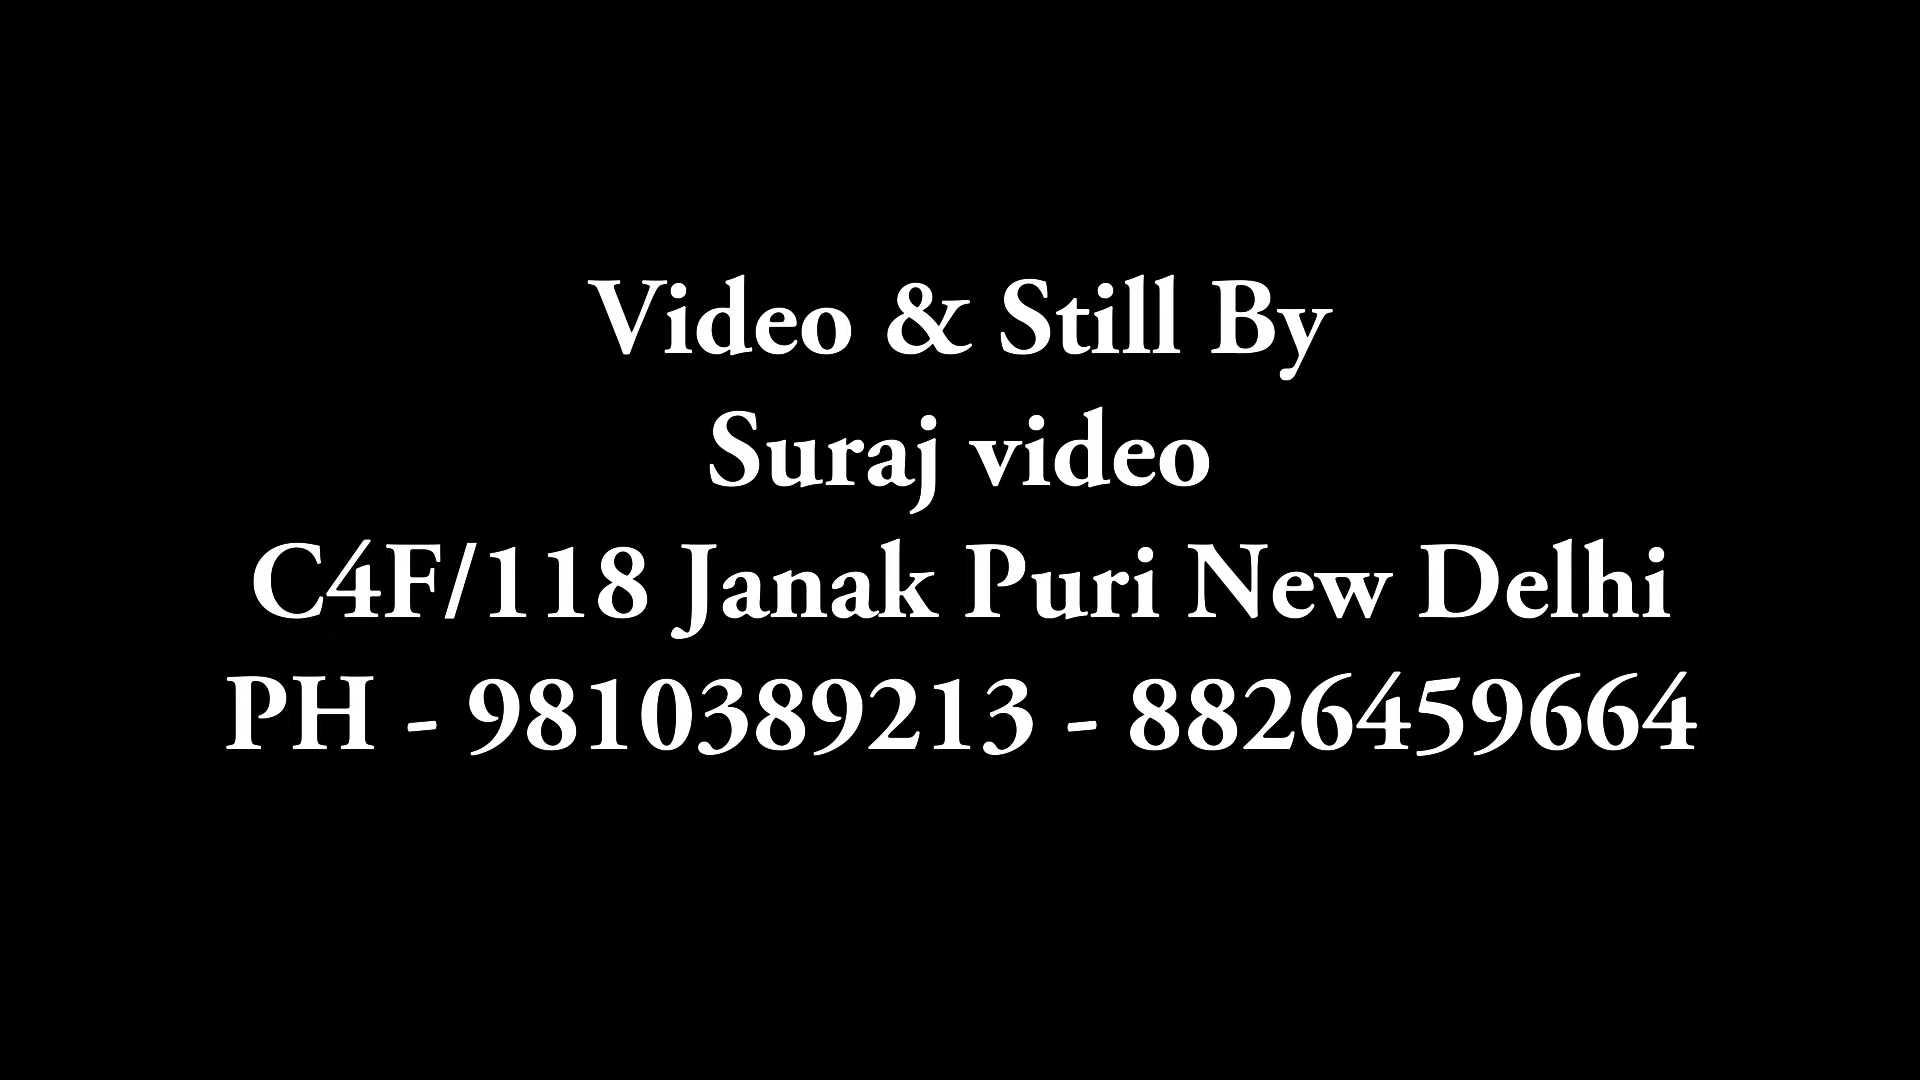 Video & Still By
Suraj video
C4F/118 Janak Puri New Delhi
PH - 9810389213 - 8826459664